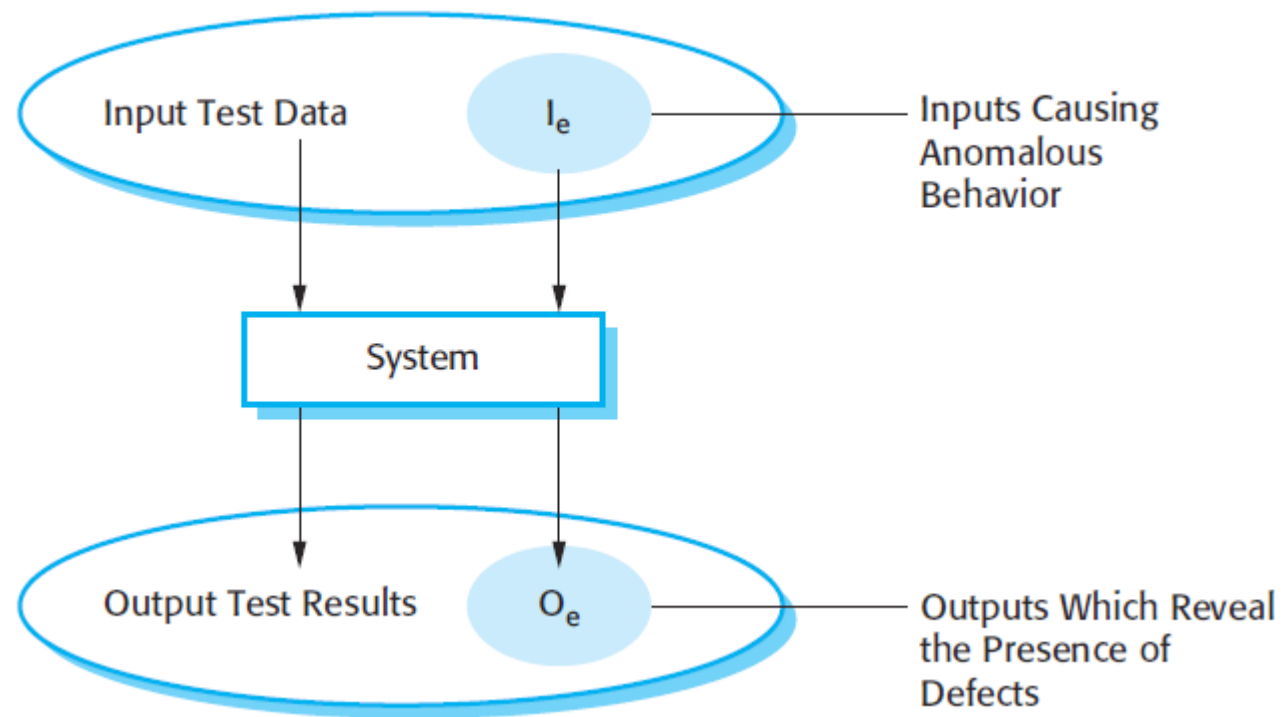 Input Test Data
Ie
Inputs Causing
Anomalous
Behavior
System
Output Test Results
Oe
Outputs Which Reveal
the Presence of
Defects